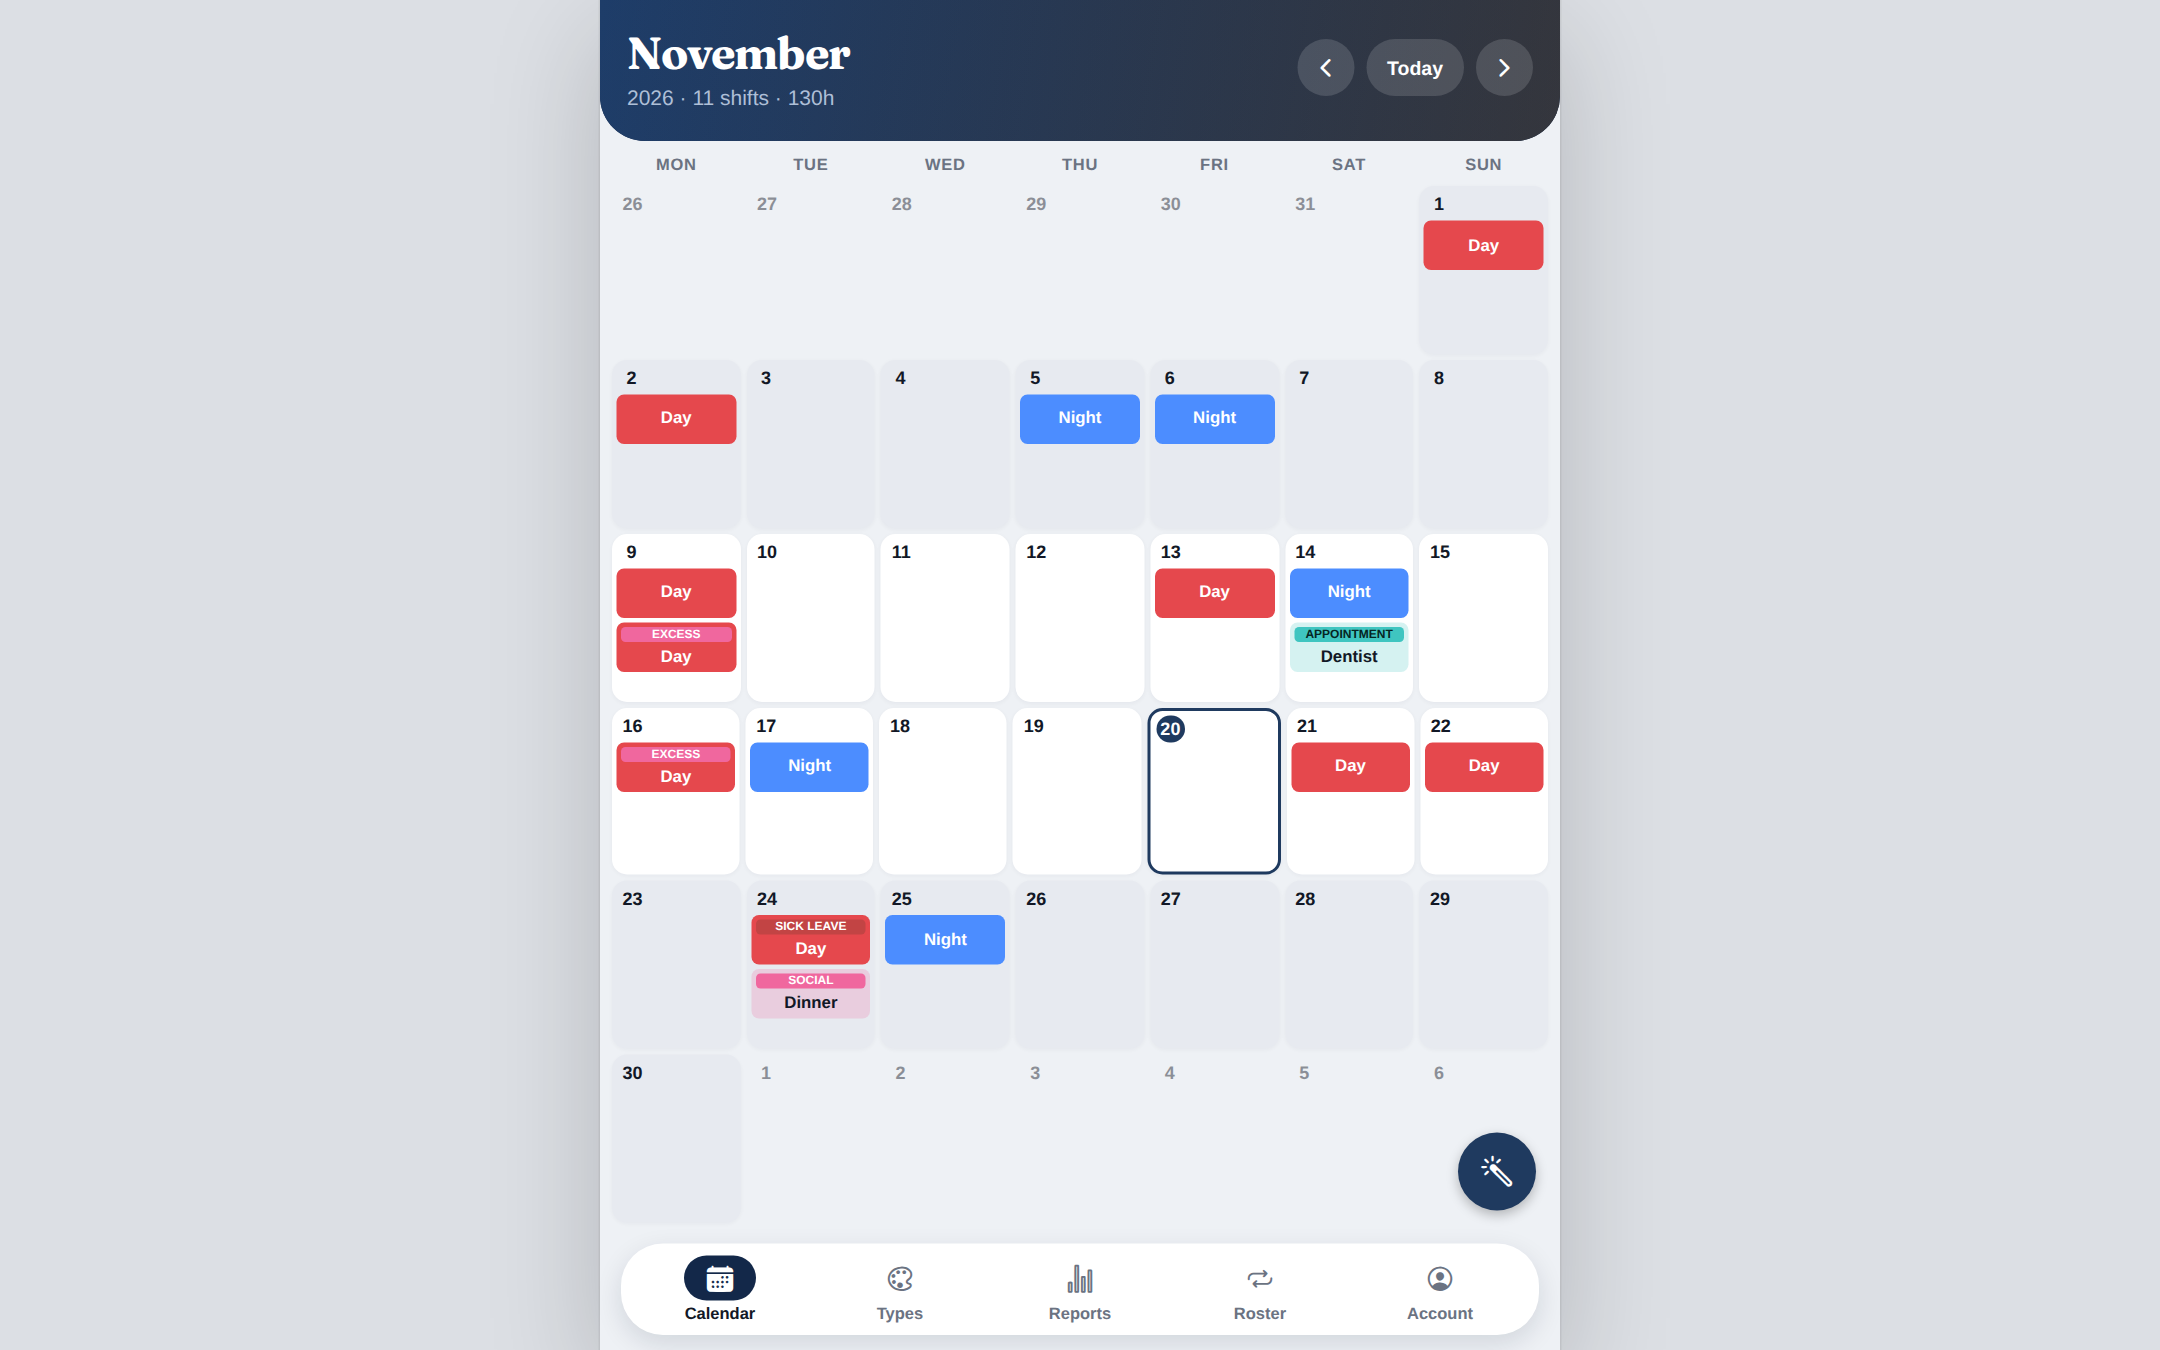 November
2026 · 11 shifts · 130h
Today
MON TUE WED THU FRI SAT SUN
26 27 28 29 30 31 1
Day
2 3 4 5 6 7 8
Day Night Night
9 10 11 12 13 14 15
Day Day Night
EXCESS APPOINTMENT
Day Dentist
16 17 18 19 20 21 22
EXCESS
Day Night Day Day
23 24 25 26 27 28 29
SICK LEAVE
Day Night
SOCIAL
Dinner
30 1 2 3 4 5 6
Calendar Types Reports Roster Account